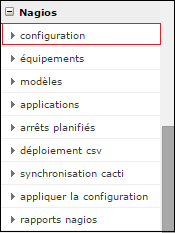 Nagios
configuration
équipements
modèles
applications
arrêts planifiés
déploiement csv
synchronisation cacti
appliquer la configuration
rapports nagios